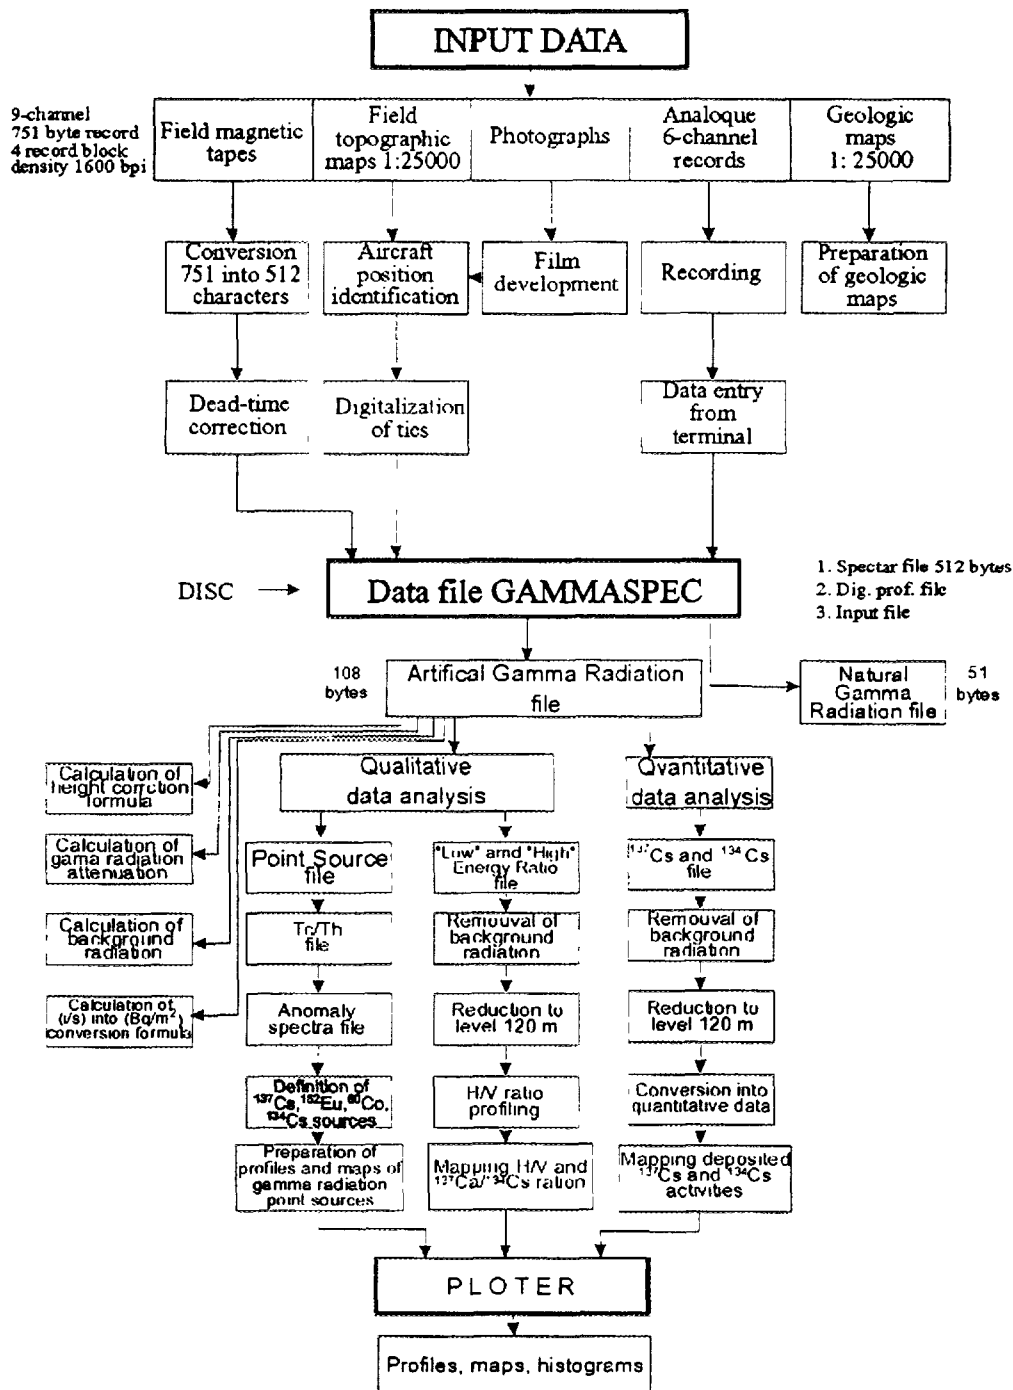 INPUT DATA
9-channel
751 byte record
4 record block
density 1600 bpi
Field magnetic
tapes
Field
topographic
maps 1:25000
Photographs
Analoque
6-channel
records
Geologic
maps
1: 25000
Conversion
751 into 512
characters
Aircraft
position
identification
Film
development
Recording
Preparation
of geologic
maps
Dead-time
correction
Digitalization
of tics
Data entry
from
terminal
DISC
Data file GAMMASPEC
1. Spectar file 512 bytes
2. Dig. prof. file
3. Input file
108
bytes
Artifical Gamma Radiation
file
Natural
Gamma
Radiation file
51
bytes
Calculation of
height corrction
formula
Qualitative
data analysis
Qvantitative
data analysis
Calculation of
gama radiation
attenuation
Point Source
file
"Low" amd "High"
Energy Ratio
file
¹³⁷Cs and ¹³⁴Cs
file
Calculation of
background
radiation
Tc/Th
file
Remouval of
background
radiation
Remouval of
background
radiation
Calculation of
into (Bq/m²)
conversion formula
Anomaly
spectra file
Reduction to
level 120 m
Reduction to
level 120 m
Definition of
¹³⁷Cs, ¹⁵²Eu, ⁶⁰Co,
¹³⁴Cs sources
H/V ratio
profiling
Conversion into
quantitative data
Preparation of
profiles and maps of
gamma radiation
point sources
Mapping H/V and
¹³⁷Ca/¹³⁴Cs ration
Mapping deposited
¹³⁷Cs and ¹³⁴Cs
activities
PLOTER
Profiles, maps, histograms